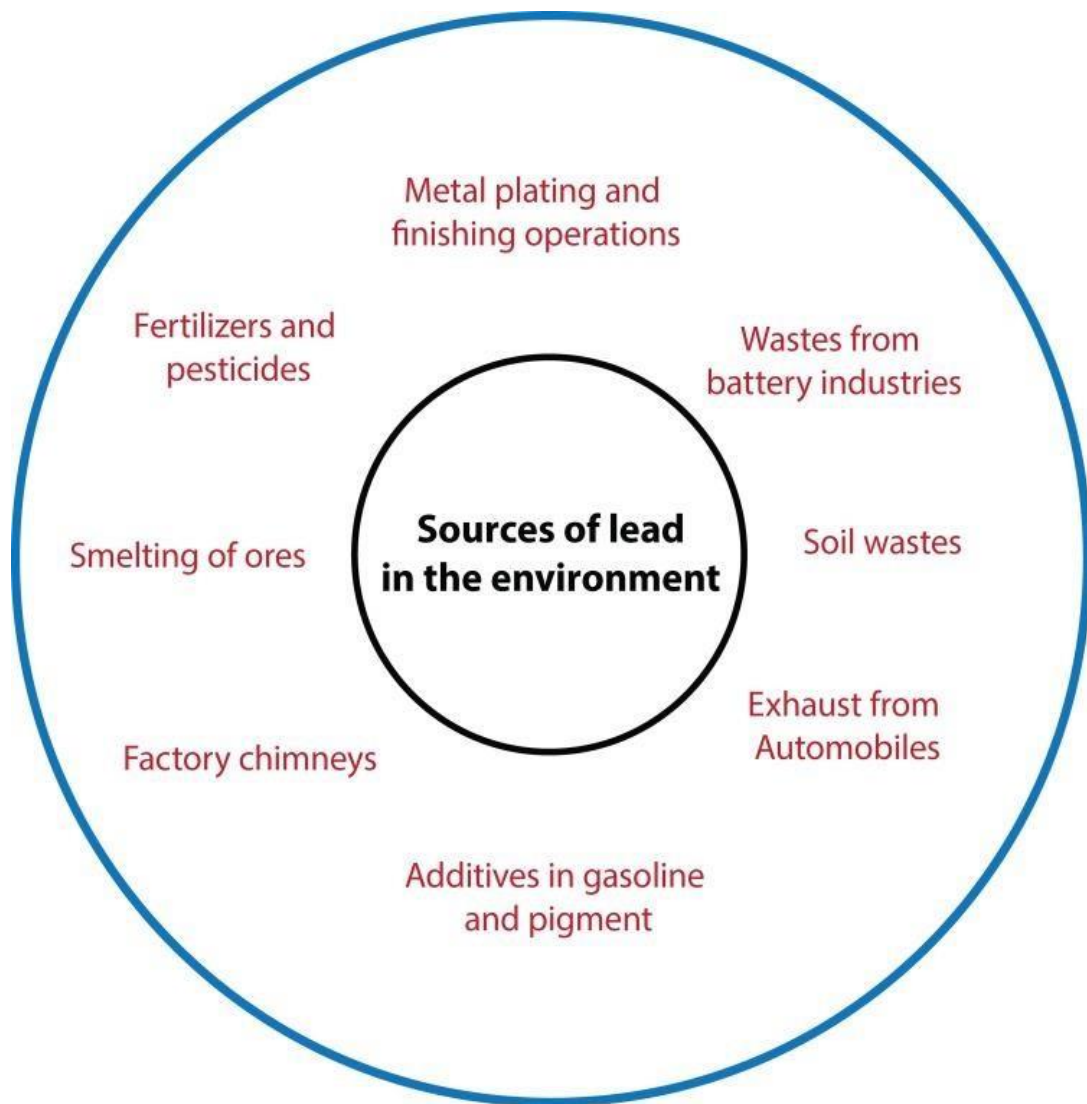 Metal plating and
finishing operations
Fertilizers and
pesticides
Wastes from
battery industries
Sources of lead
in the environment
Smelting of ores
Soil wastes
Exhaust from
Automobiles
Factory chimneys
Additives in gasoline
and pigment